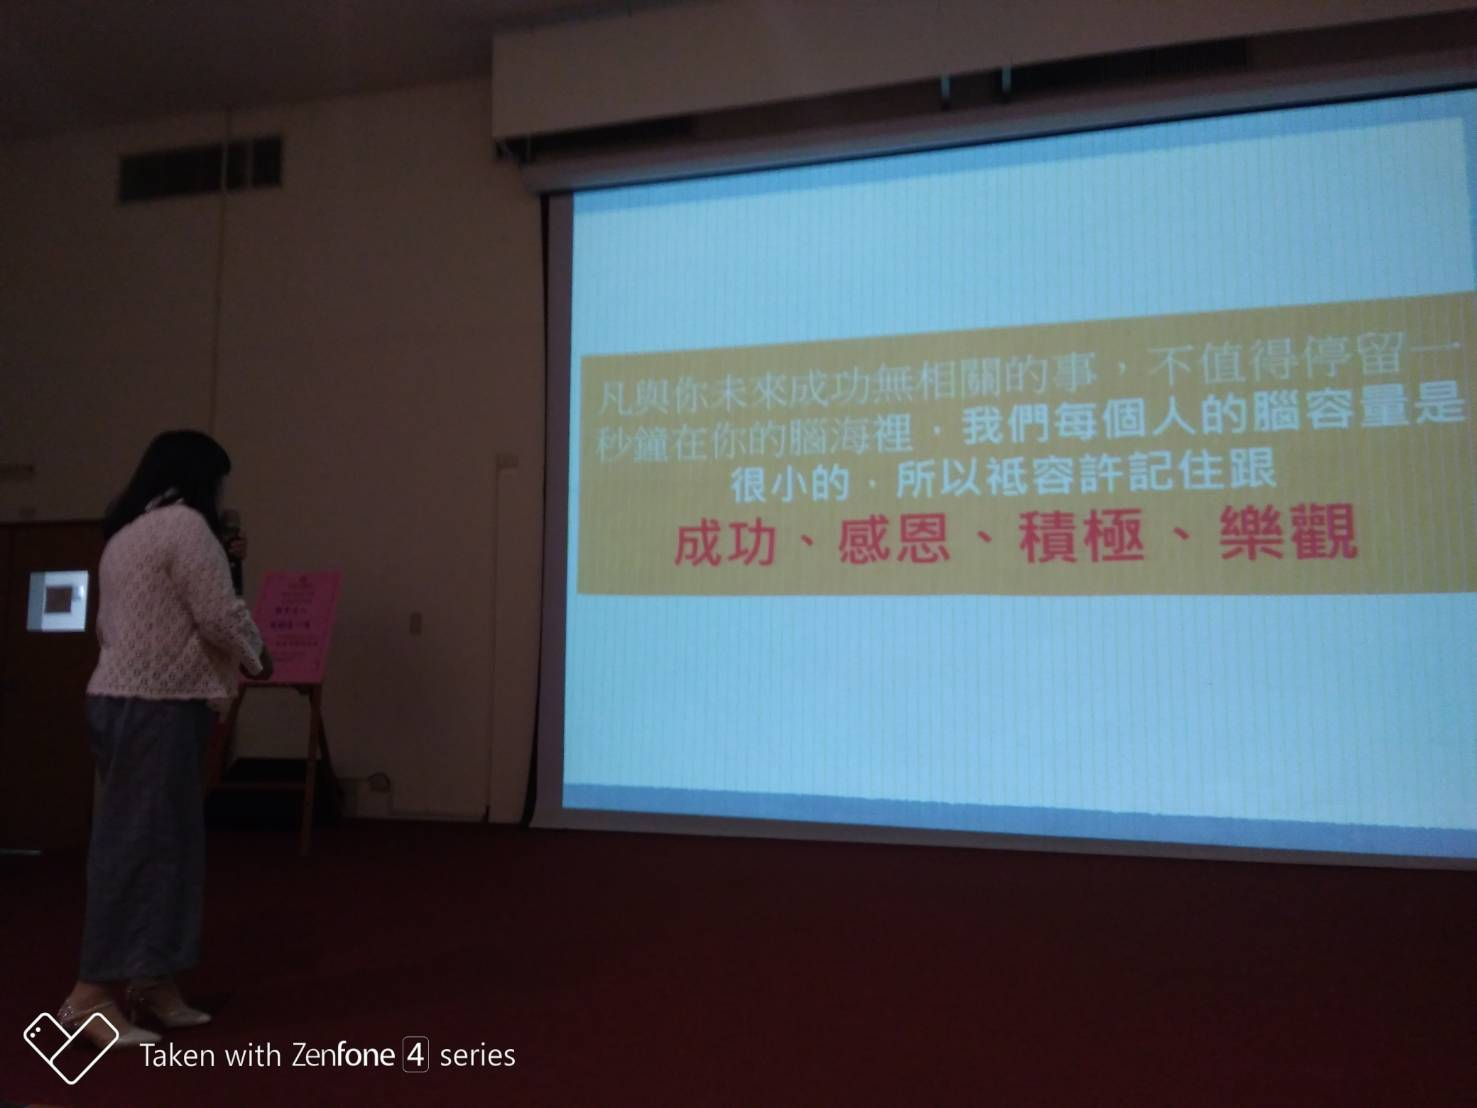 凡與你未來成功無相關的事，不值得停留一
秒鐘在你的腦海裡，我們每個人的腦容量是
很小的．所以祗容許記住跟
成功、感恩、積極、樂觀
Taken with Zenfone 4 series